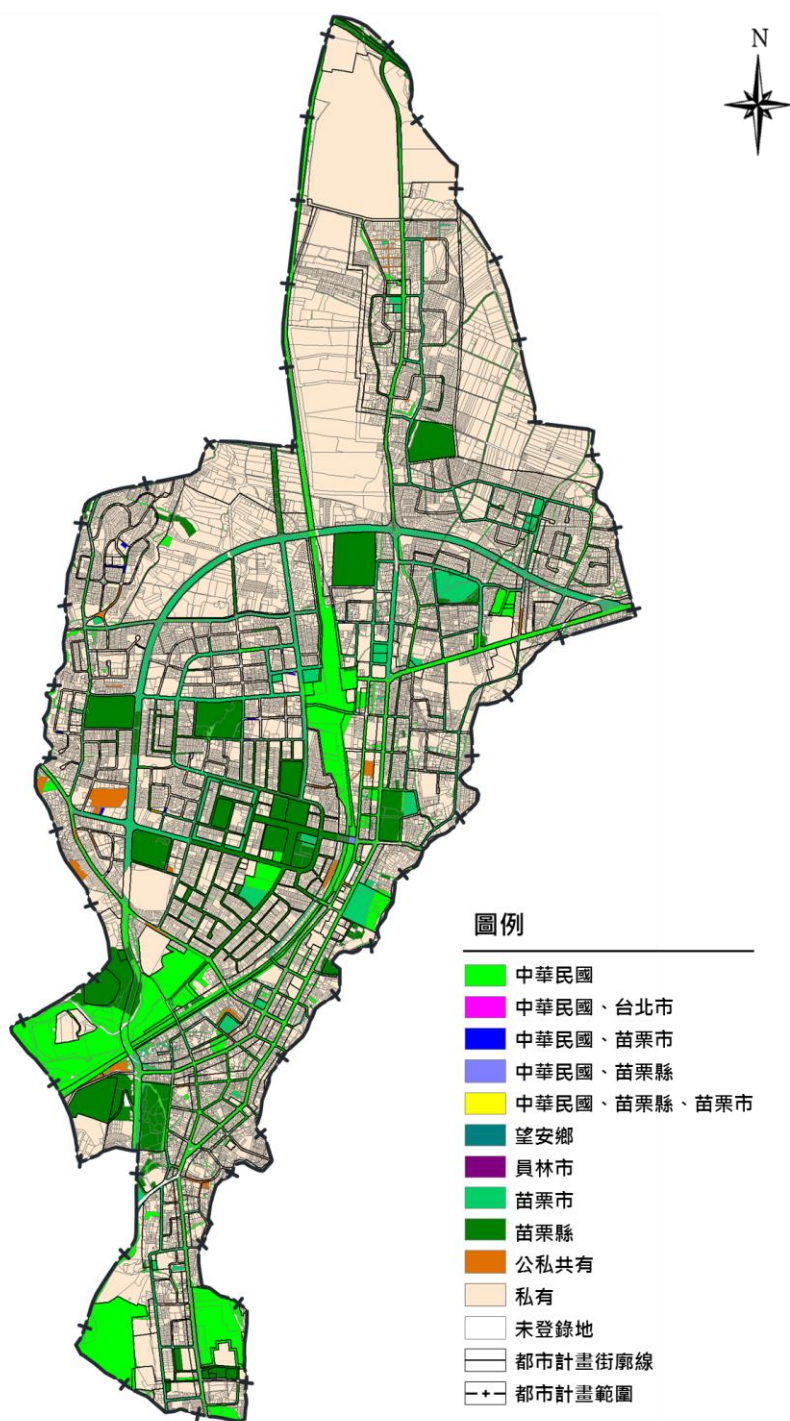 N
圖例
中華民國
中華民國、台北市
中華民國、苗栗市
中華民國、苗栗縣
中華民國、苗栗縣、苗栗市
望安鄉
員林市
苗栗市
苗栗縣
公私共有
私有
未登錄地
都市計畫街廓線
都市計畫範圍